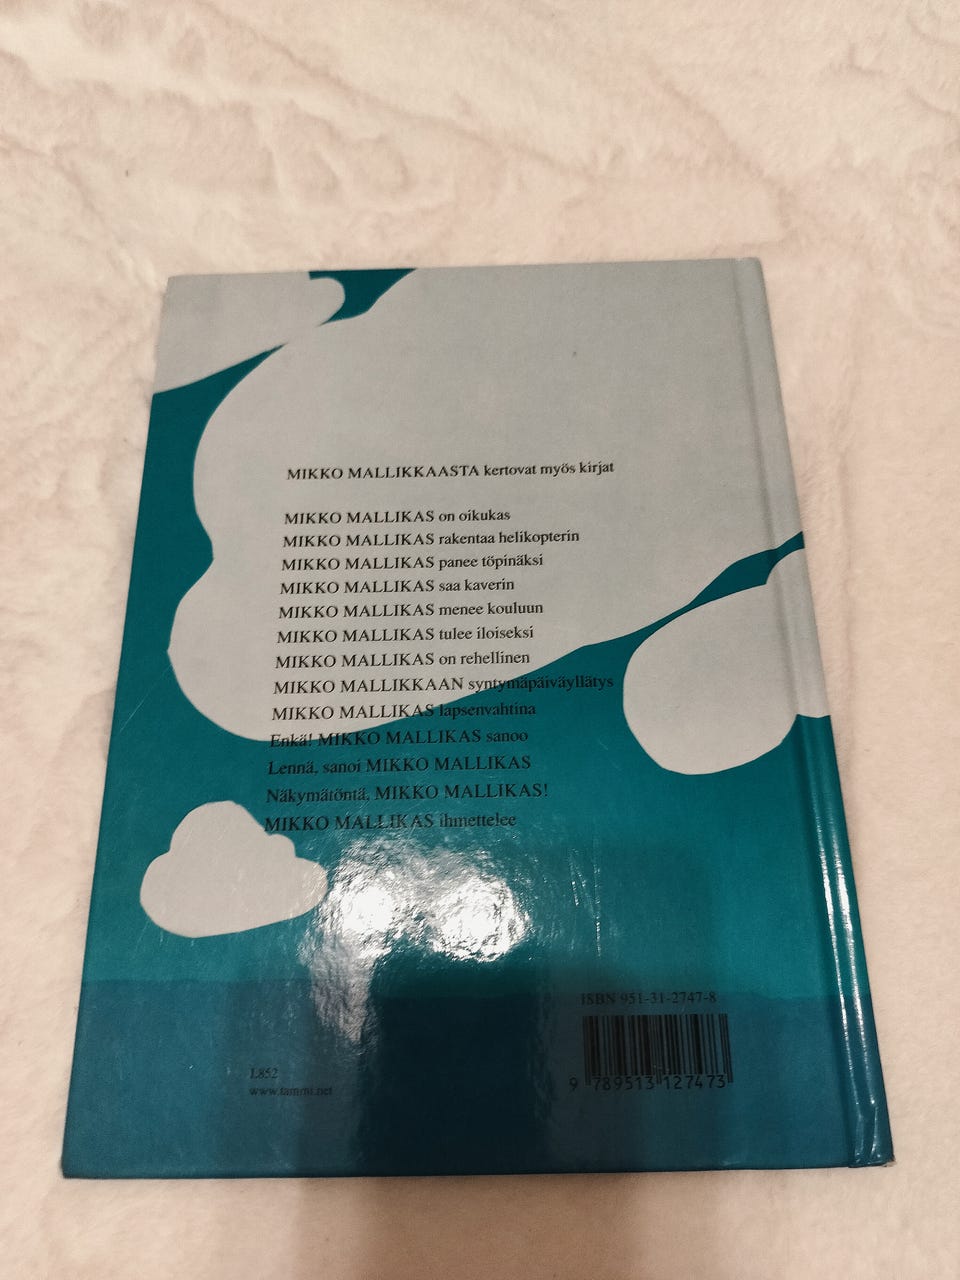 MIKKO MALLIKKAASTA kertovat myös kirjat
MIKKO MALLIKAS on oikukas
MIKKO MALLIKAS rakentaa helikopterin
MIKKO MALLIKAS panee töpinäksi
MIKKO MALLIKAS saa kaverin
MIKKO MALLIKAS menee kouluun
MIKKO MALLIKAS tulee iloiseksi
MIKKO MALLIKAS on rehellinen
MIKKO MALLIKKAAN syntymäpäiväyllätys
MIKKO MALLIKAS lapsenvahtina
Enkä! MIKKO MALLIKAS sanoo
Lennä, sanoi MIKKO MALLIKAS
Näkymätöntä, MIKKO MALLIKAS!
MIKKO MALLIKAS ihmettelee
ISBN 951-31-2747-8
9 789513 127473
L852
www.tammi.net